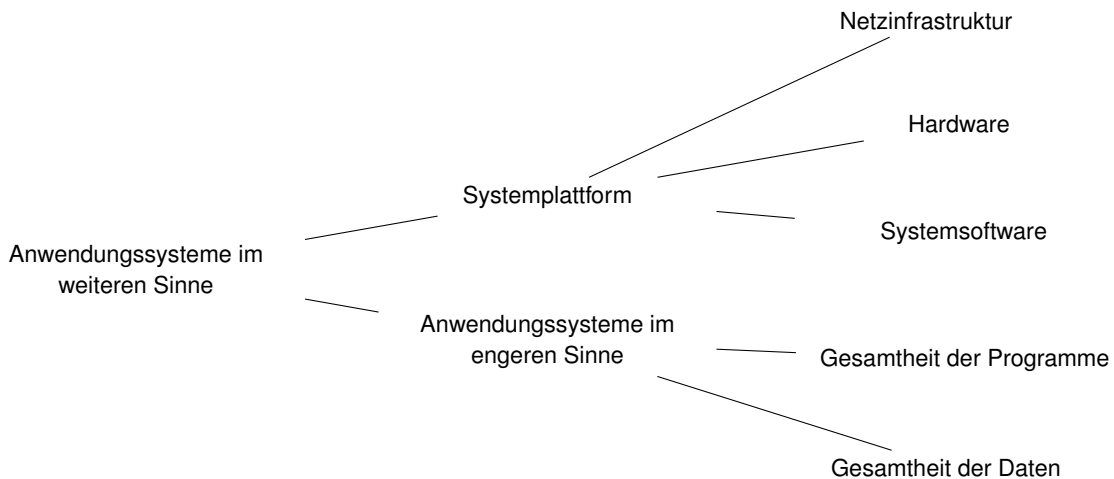 Netzinfrastruktur
Hardware
Systemplattform
Systemsoftware
Anwendungssysteme im
weiteren Sinne
Anwendungssysteme im
engeren Sinne
Gesamtheit der Programme
Gesamtheit der Daten